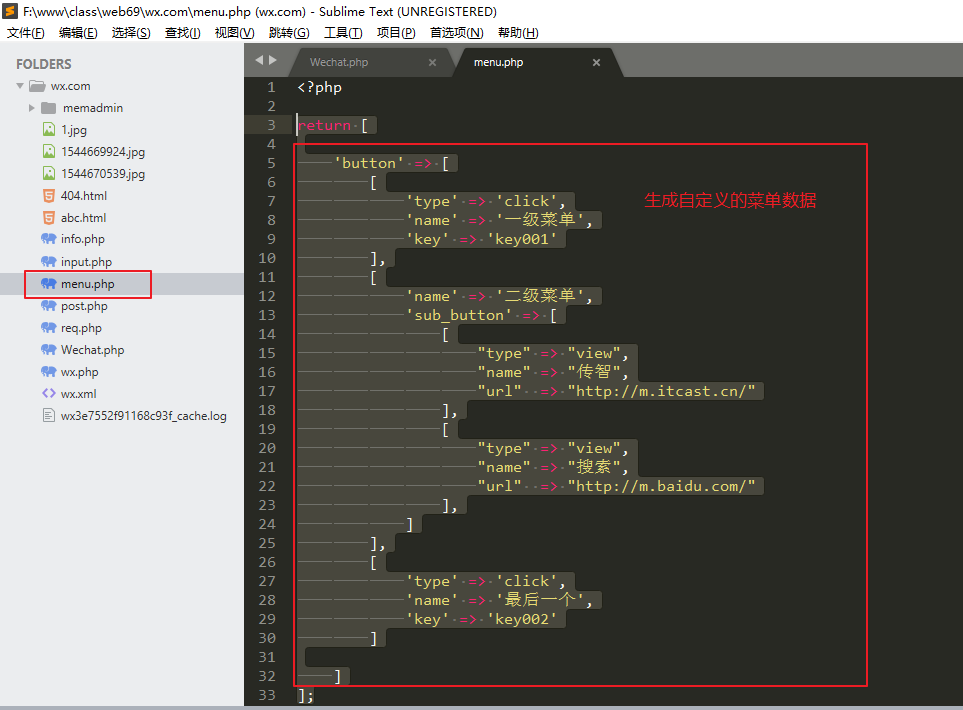 F:\www\class\web69\wx.com\menu.php (wx.com) - Sublime Text (UNREGISTERED)
文件(F) 编辑(E) 选择(S) 查找(I) 视图(V) 跳转(G) 工具(T) 项目(P) 首选项(N) 帮助(H)
FOLDERS
wx.com
memadmin
1.jpg
1544669924.jpg
1544670539.jpg
404.html
abc.html
info.php
input.php
menu.php
post.php
req.php
Wechat.php
wx.php
wx.xml
wx3e7552f91168c93f_cache.log
Wechat.php × menu.php ×
1 <?php
2
3 return [
4
5 'button' => [
6 [
7 'type' => 'click',
8 'name' => '一级菜单',
9 'key' => 'key001'
10 ],
11 [
12 'name' => '二级菜单',
13 'sub_button' => [
14 [
15 "type" => "view",
16 "name" => "传智",
17 "url" => "http://m.itcast.cn/"
18 ],
19 [
20 "type" => "view",
21 "name" => "搜索",
22 "url" => "http://m.baidu.com/"
23 ],
24 ]
25 ],
26 [
27 'type' => 'click',
28 'name' => '最后一个',
29 'key' => 'key002'
30 ]
31
32 ]
33 ];
生成自定义的菜单数据